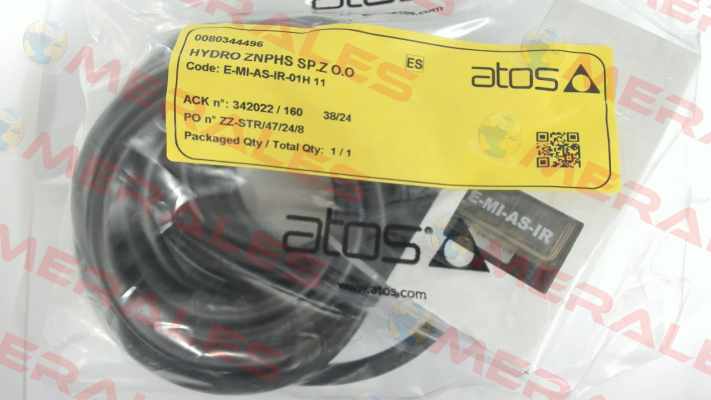 0080344496
HYDRO ZNPHS SP.Z O.O
Code: E-MI-AS-IR-01H 11
ES
atos
ACK n°: 342022 / 160 38/24
PO n° ZZ-STR/47/24/8
Packaged Qty / Total Qty: 1 / 1
E-MI-AS-IR
atos
www.atos.com
MERALES
MERALES
MERALES
MERALES
MERALES